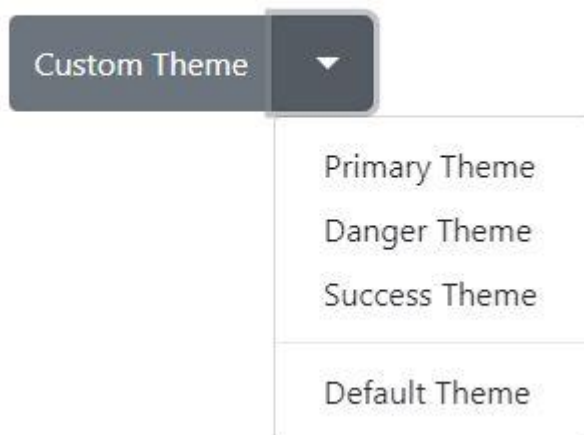 Custom Theme
Primary Theme
Danger Theme
Success Theme
Default Theme